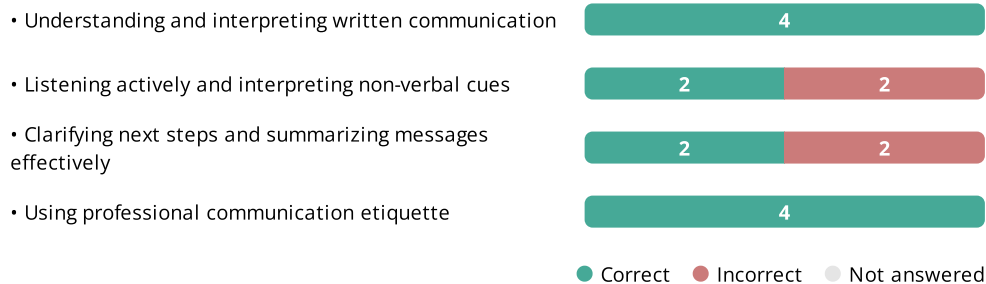 • Understanding and interpreting written communication
4
• Listening actively and interpreting non-verbal cues
2 2
• Clarifying next steps and summarizing messages
effectively
2 2
• Using professional communication etiquette
4
Correct Incorrect Not answered